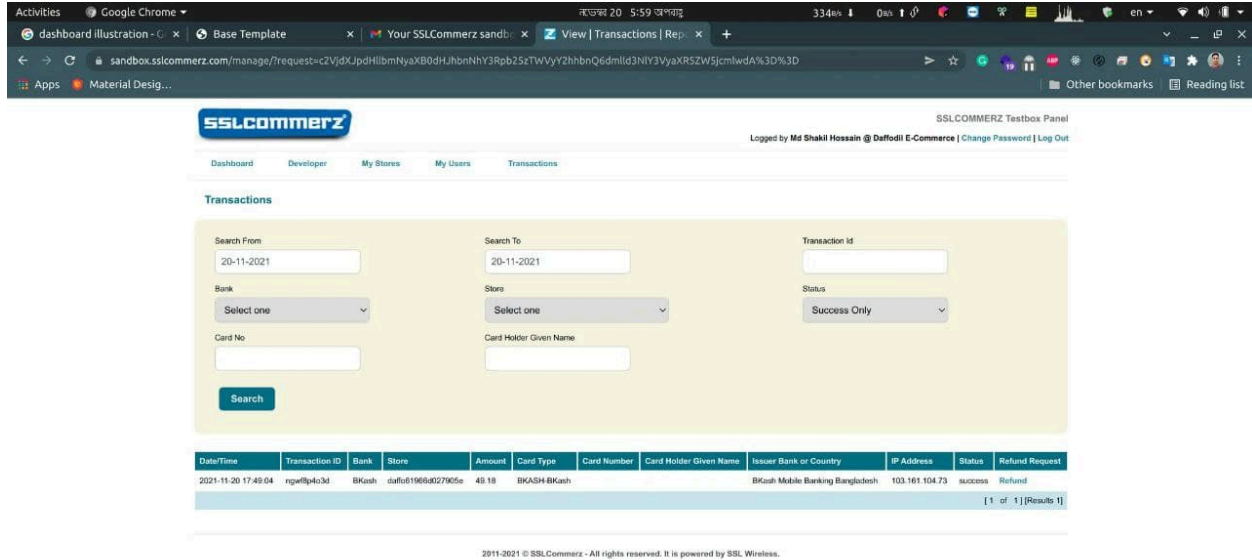 Activities Google Chrome নভেম্বর 20 5:59 অপরাহ্ণ 334B/s 0B/s en
dashboard illustration - G Base Template Your SSLCommerz sandb View | Transactions | Rep
sandbox.sslcommerz.com/manage/
Apps Material Desig... Other bookmarks Reading list
SSLCOMMERZ
SSLCOMMERZ Testbox Panel
Logged by Md Shakil Hossain @ Daffodil E-Commerce | Change Password | Log Out
Dashboard Developer My Stores My Users Transactions
Transactions
Search From Search To Transaction Id
20-11-2021 20-11-2021
Bank Store Status
Select one Select one Success Only
Card No Card Holder Given Name
Search
Date/Time Transaction ID Bank Store Amount Card Type Card Number Card Holder Given Name Issuer Bank or Country IP Address Status Refund Request
2021-11-20 17:49:04 ngwf8p4o3d BKash daffo61966d027905e 49.18 BKASH-BKash BKash Mobile Banking Bangladesh 103.161.104.73 success Refund
[1 of 1] [Results 1]
2011-2021 © SSLCommerz - All rights reserved. It is powered by SSL Wireless.